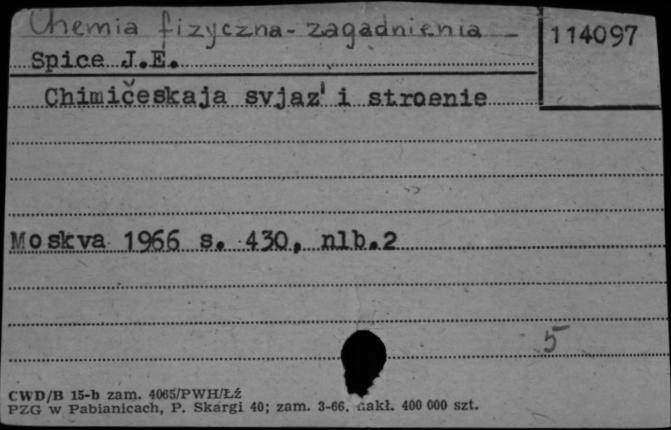 Chemia fizyczna - zagadnienia -
114097
Spice J.E.
Chimičeskaja svjaz' i stroenie
Moskva 1966 s. 430, nlb.2
5
CWD/B 15-b zam. 4065/PWH/Łź
PZG w Pabianicach, P. Skargi 40; zam. 3-66. nakł. 400 000 szt.